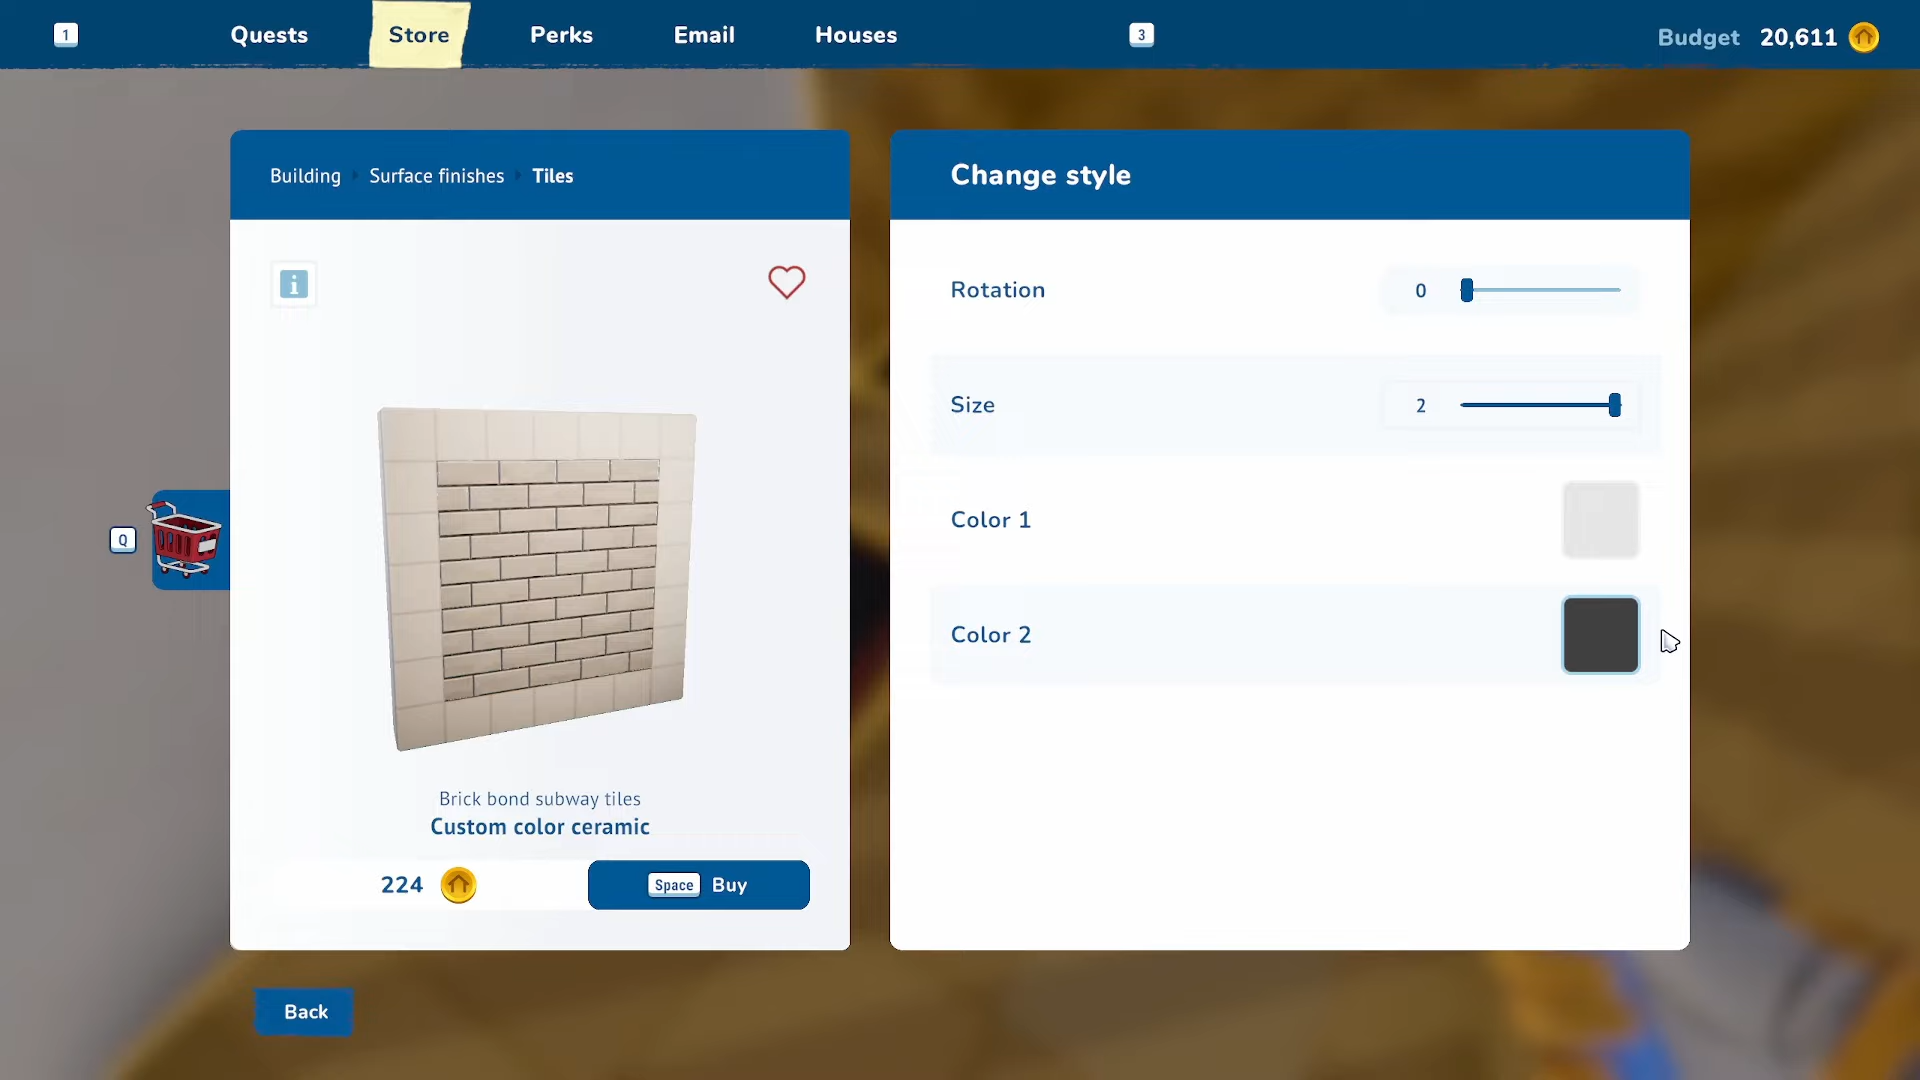 1
Quests
Store
Perks
Email
Houses
3
Budget 20,611
Building Surface finishes Tiles
i
Brick bond subway tiles
Custom color ceramic
224
Space Buy
Q
Change style
Rotation 0
Size 2
Color 1
Color 2
Back